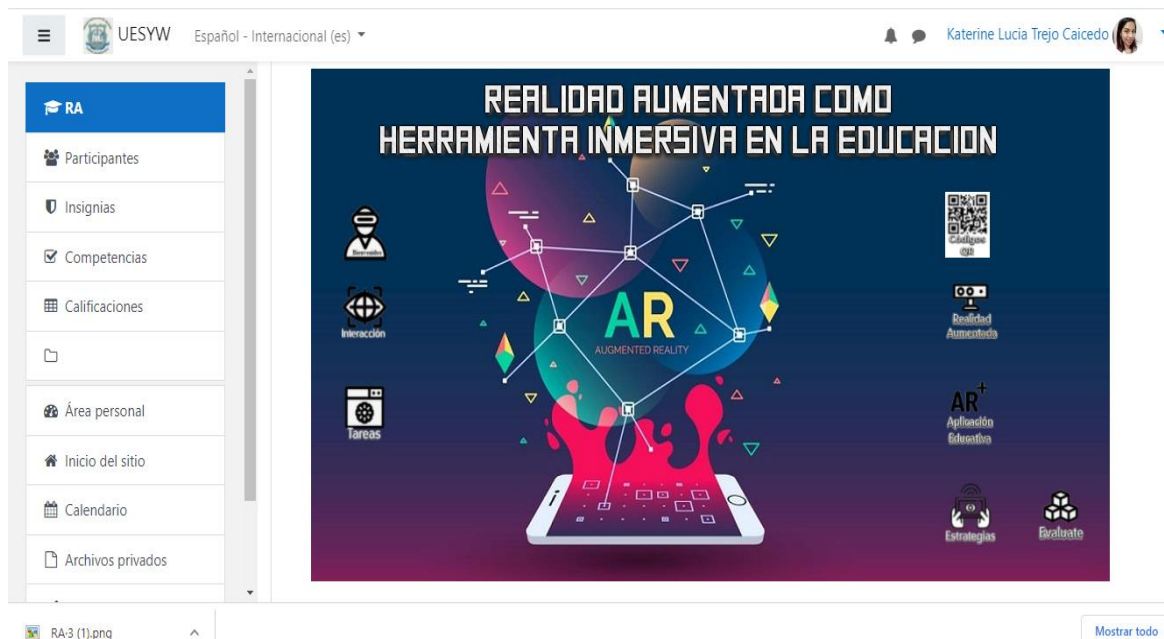 UESYW
Español - Internacional (es)
Katerine Lucia Trejo Caicedo
RA
Participantes
Insignias
Competencias
Calificaciones
Área personal
Inicio del sitio
Calendario
Archivos privados
REALIDAD AUMENTADA COMO
HERRAMIENTA INMERSIVA EN LA EDUCACION
Bienvenidos
Interacción
Tareas
AR
AUGMENTED REALITY
Códigos
QR
Realidad
Aumentada
AR+
Aplicación
Educativa
Estrategias
Evaluate
RA-3 (1).png
Mostrar todo